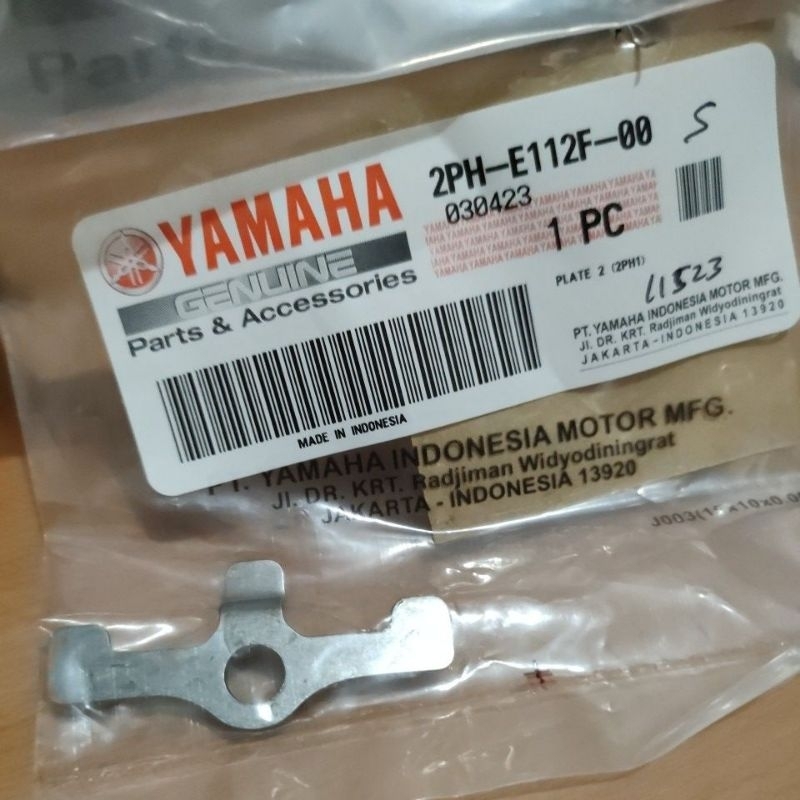 Parts
YAMAHA
GENUINE
Parts & Accessories
2PH-E112F-00
S
030423
1 PC
PLATE 2 (2PH1)
11523
PT. YAMAHA INDONESIA MOTOR MFG.
Jl. DR. KRT. Radjiman Widyodiningrat
JAKARTA - INDONESIA 13920
MADE IN INDONESIA
PT. YAMAHA INDONESIA MOTOR MFG.
Jl. DR. KRT. Radjiman Widyodiningrat
JAKARTA - INDONESIA 13920